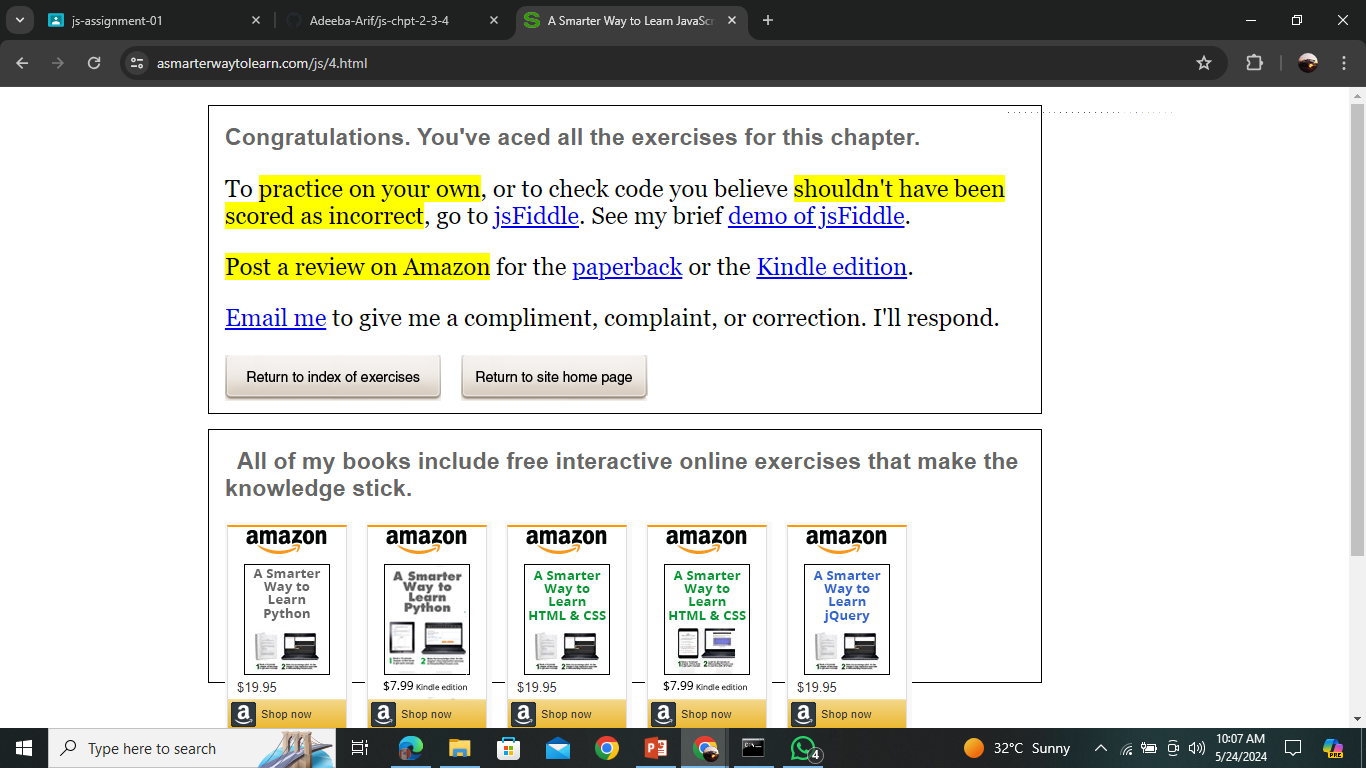 js-assignment-01
Adeeba-Arif/js-chpt-2-3-4
A Smarter Way to Learn JavaSc
asmarterwaytolearn.com/js/4.html
Congratulations. You've aced all the exercises for this chapter.
To practice on your own, or to check code you believe shouldn't have been
scored as incorrect, go to jsFiddle. See my brief demo of jsFiddle.
Post a review on Amazon for the paperback or the Kindle edition.
Email me to give me a compliment, complaint, or correction. I'll respond.
Return to index of exercises
Return to site home page
All of my books include free interactive online exercises that make the
knowledge stick.
amazon
A Smarter
Way to
Learn
Python
$19.95
Shop now
amazon
A Smarter
Way to
Learn
Python
$7.99 Kindle edition
Shop now
amazon
A Smarter
Way to
Learn
HTML & CSS
$19.95
Shop now
amazon
A Smarter
Way to
Learn
HTML & CSS
$7.99 Kindle edition
Shop now
amazon
A Smarter
Way to
Learn
jQuery
$19.95
Shop now
Type here to search
4
32°C Sunny
10:07 AM
5/24/2024
PRE